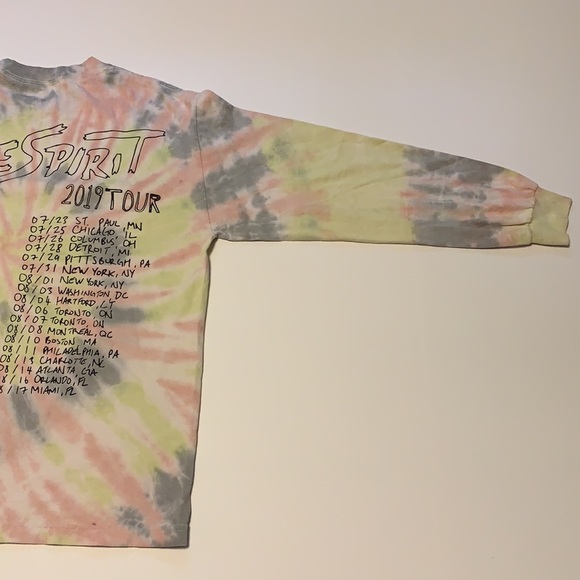 E SPIRIT
2019 TOUR
07/23 ST. PAUL, MN
07/25 CHICAGO, IL
07/26 COLUMBUS, OH
07/28 DETROIT, MI
07/29 PITTSBURGH, PA
07/31 NEW YORK, NY
08/01 NEW YORK, NY
08/03 WASHINGTON DC
08/04 HARTFORD, CT
08/06 TORONTO, ON
08/07 TORONTO, ON
08/08 MONTREAL, QC
08/10 BOSTON, MA
08/11 PHILADELPHIA, PA
08/13 CHARLOTTE, NC
08/14 ATLANTA, GA
08/16 ORLANDO, FL
8/17 MIAMI, FL